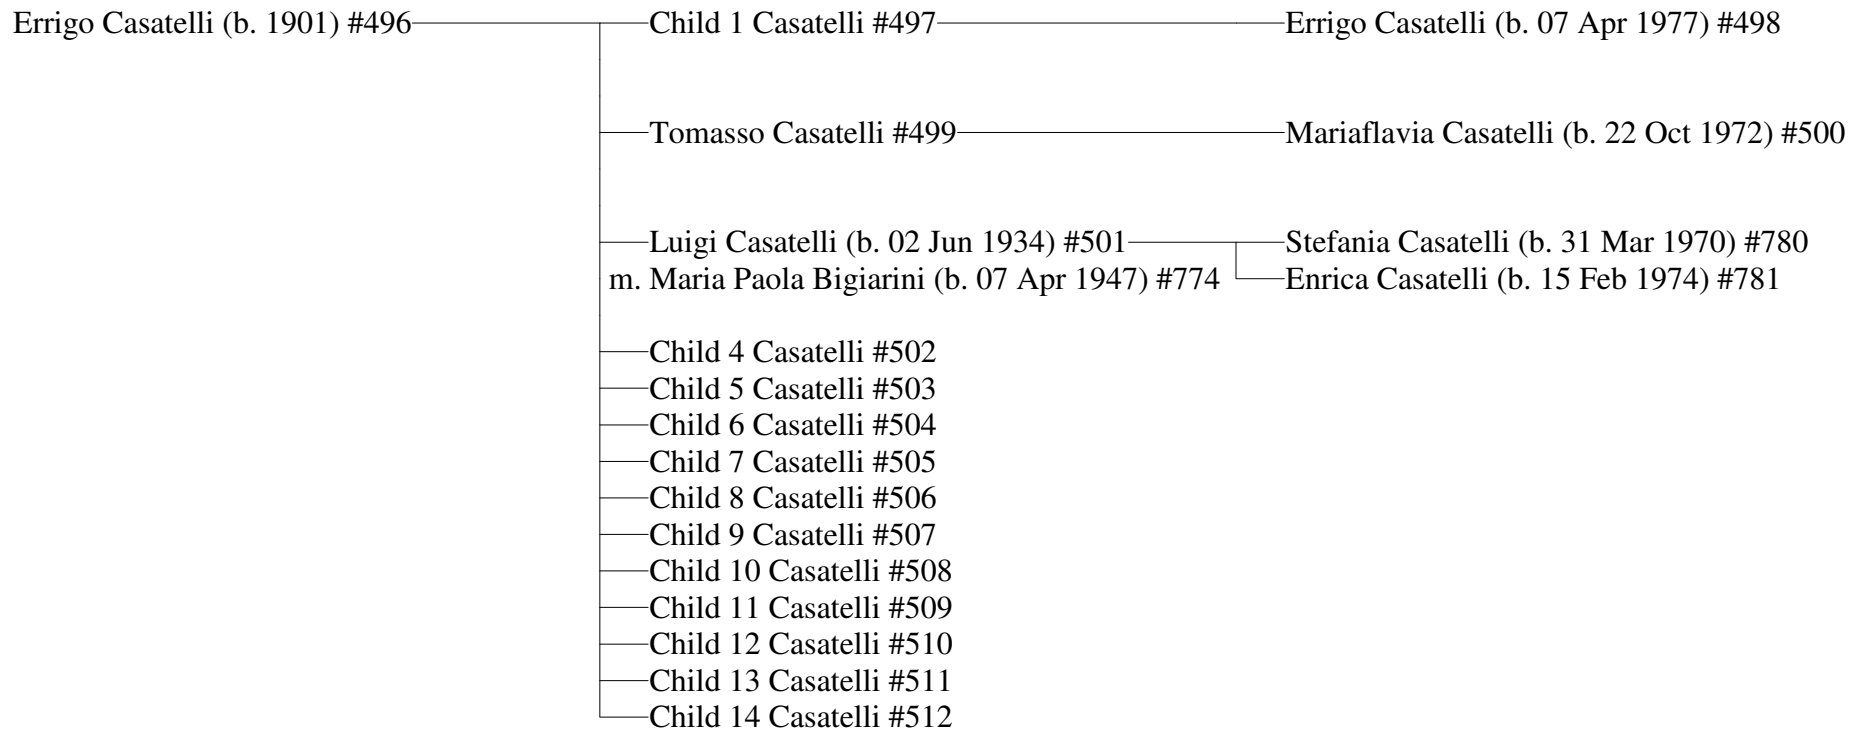 Errigo Casatelli (b. 1901) #496 Child 1 Casatelli #497 Errigo Casatelli (b. 07 Apr 1977) #498
Tomasso Casatelli #499 Mariaflavia Casatelli (b. 22 Oct 1972) #500
Luigi Casatelli (b. 02 Jun 1934) #501 Stefania Casatelli (b. 31 Mar 1970) #780
m. Maria Paola Bigiarini (b. 07 Apr 1947) #774 Enrica Casatelli (b. 15 Feb 1974) #781
Child 4 Casatelli #502
Child 5 Casatelli #503
Child 6 Casatelli #504
Child 7 Casatelli #505
Child 8 Casatelli #506
Child 9 Casatelli #507
Child 10 Casatelli #508
Child 11 Casatelli #509
Child 12 Casatelli #510
Child 13 Casatelli #511
Child 14 Casatelli #512